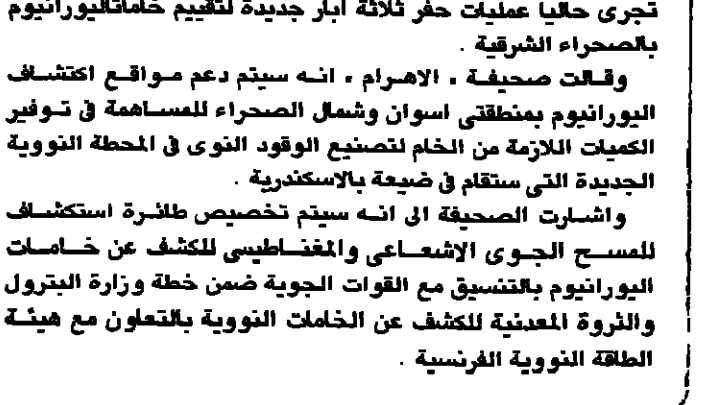 تجرى حاليا عمليات حفر ثلاثة ابار جديدة لتقييم خاماتاليورانيوم
بالصحراء الشرقية .
وقالت صحيفة « الاهرام » انه سيتم دعم مواقع اكتشاف
اليورانيوم بمنطقتى اسوان وشمال الصحراء للمساهمة فى توفير
الكميات اللازمة من الخام لتصنيع الوقود النوى فى المحطة النووية
الجديدة التى ستقام فى ضيعة بالاسكندرية .
واشارت الصحيفة الى انه سيتم تخصيص طائرة استكشاف
للمسح الجوى الاشعاعى والمغناطيسى للكشف عن خامات
اليورانيوم بالتنسيق مع القوات الجوية ضمن خطة وزارة البترول
والثروة المعدنية للكشف عن الخامات النووية بالتعاون مع هيئة
الطاقة النووية الفرنسية .